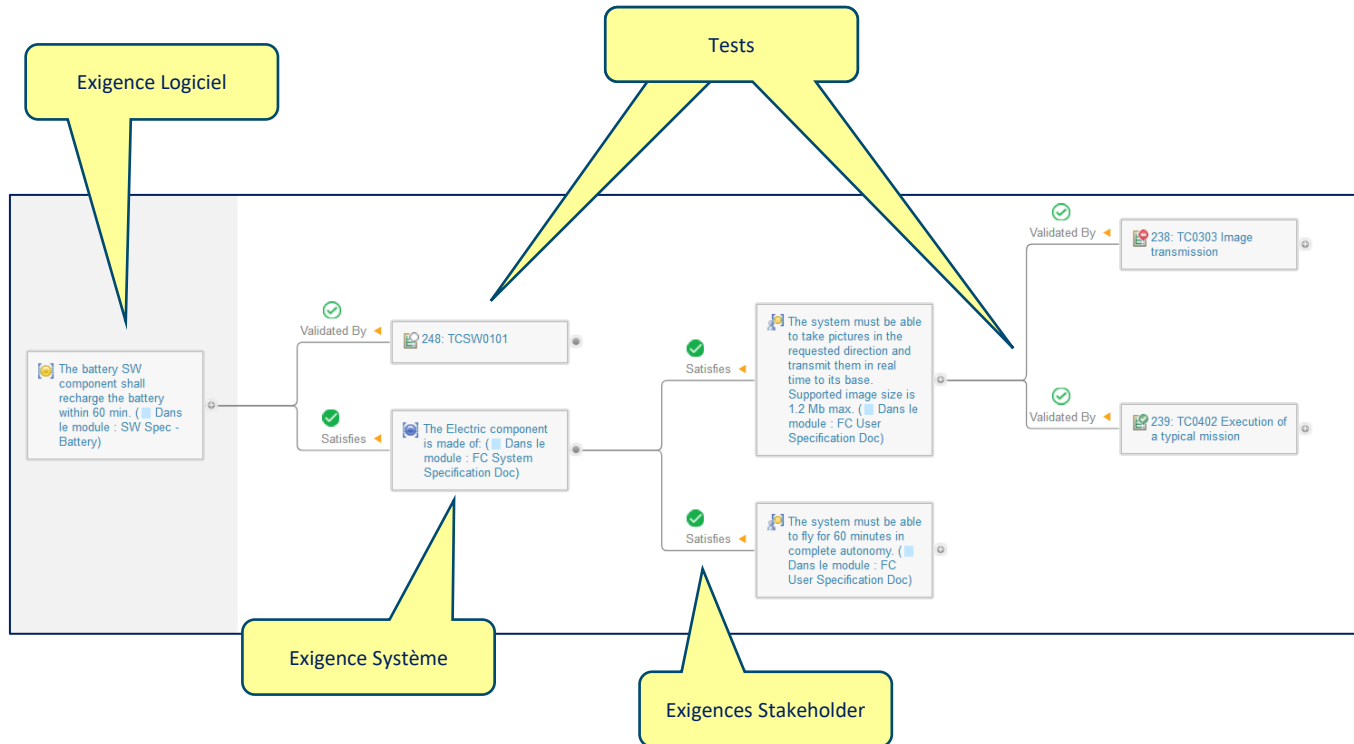 Tests
Exigence Logiciel
Validated By
238: TC0303 Image
transmission
Validated By
248: TCSW0101
The system must be able
to take pictures in the
requested direction and
transmit them in real
time to its base.
Supported image size is
1.2 Mb max. ( Dans le
module : FC User
Specification Doc)
Satisfies
The battery SW
component shall
recharge the battery
within 60 min. ( Dans
le module : SW Spec -
Battery)
Validated By
239: TC0402 Execution of
a typical mission
Satisfies
The Electric component
is made of: ( Dans le
module : FC System
Specification Doc)
Satisfies
The system must be able
to fly for 60 minutes in
complete autonomy. (
Dans le module : FC
User Specification Doc)
Exigence Système
Exigences Stakeholder